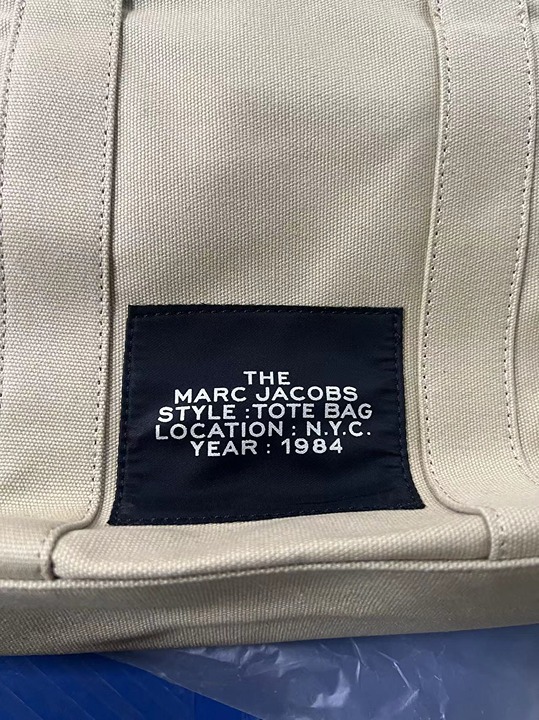 THE
MARC JACOBS
STYLE : TOTE BAG
LOCATION : N.Y.C.
YEAR : 1984